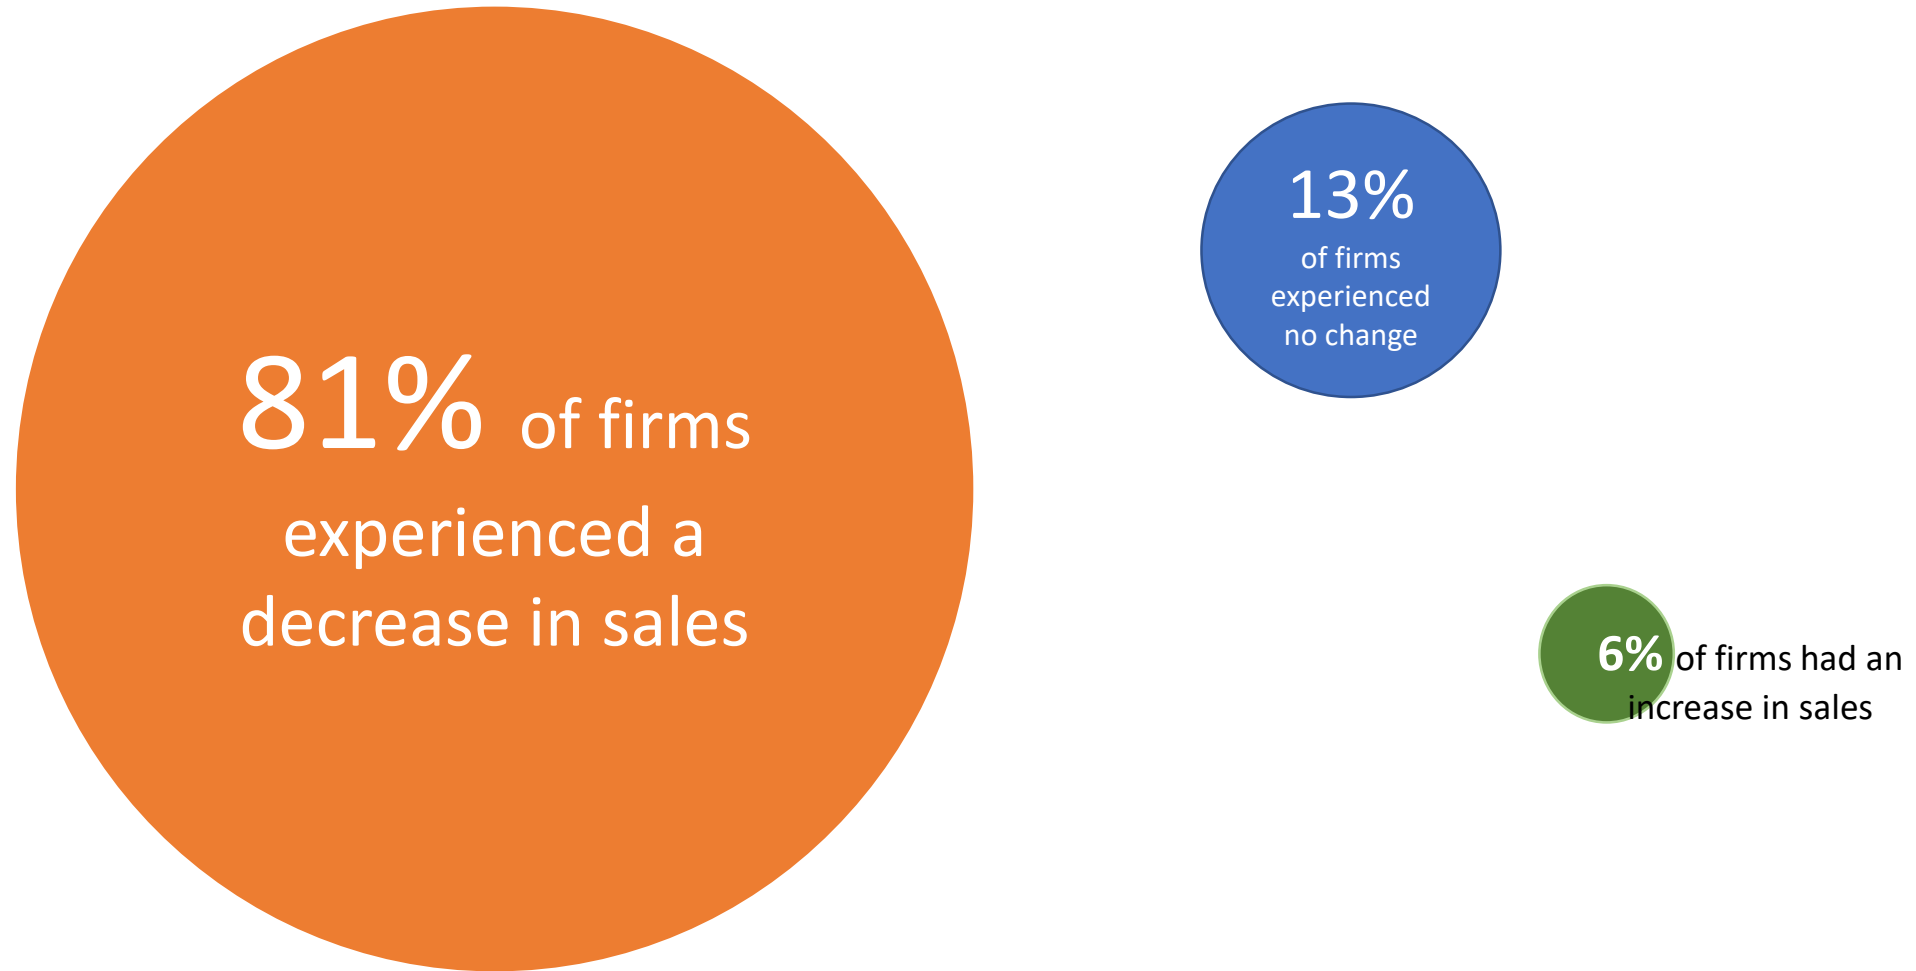 81% of firms
experienced a
decrease in sales
13%
of firms
experienced
no change
6% of firms had an
increase in sales